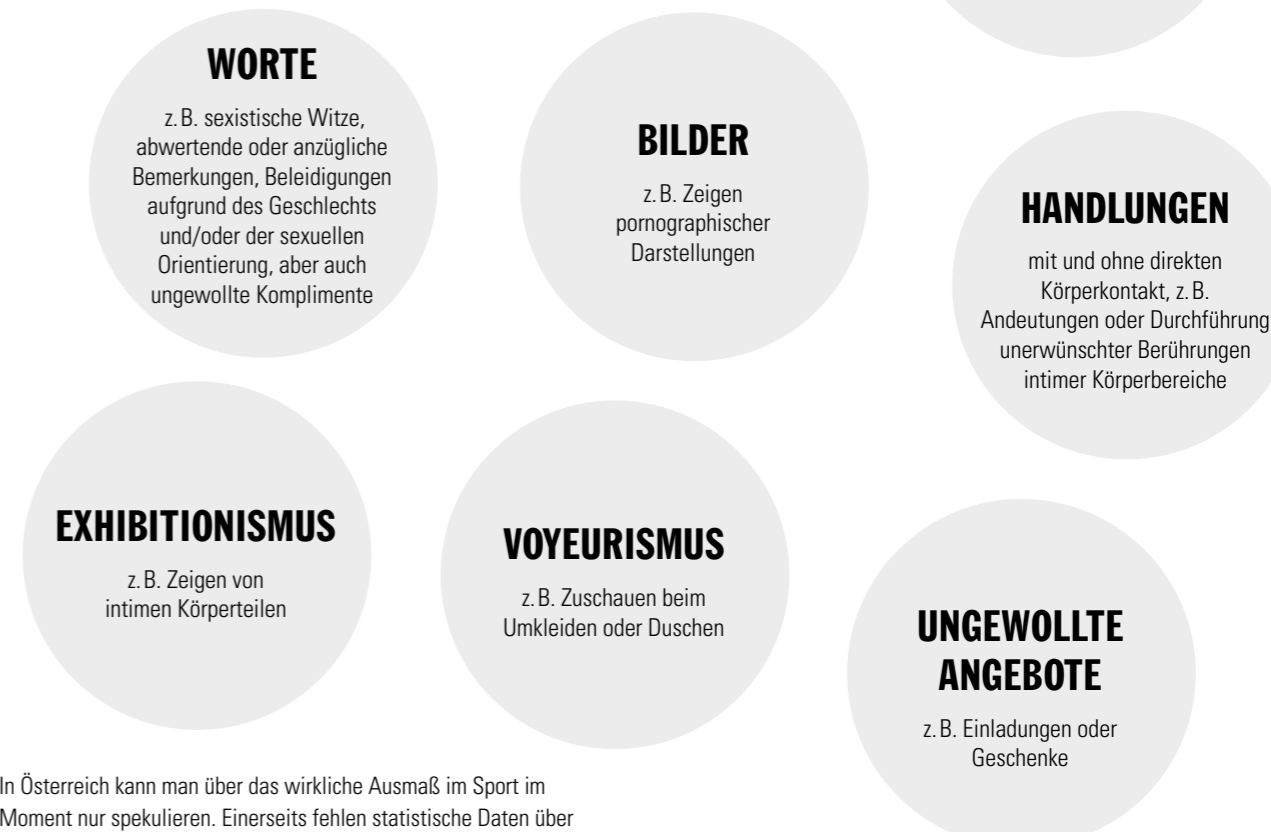 WORTE
z. B. sexistische Witze,
abwertende oder anzügliche
Bemerkungen, Beleidigungen
aufgrund des Geschlechts
und/oder der sexuellen
Orientierung, aber auch
ungewollte Komplimente
BILDER
z. B. Zeigen
pornographischer
Darstellungen
HANDLUNGEN
mit und ohne direkten
Körperkontakt, z. B.
Andeutungen oder Durchführung
unerwünschter Berührungen
intimer Körperbereiche
EXHIBITIONISMUS
z. B. Zeigen von
intimen Körperteilen
VOYEURISMUS
z. B. Zuschauen beim
Umkleiden oder Duschen
UNGEWOLLTE
ANGEBOTE
z. B. Einladungen oder
Geschenke
In Österreich kann man über das wirkliche Ausmaß im Sport im
Moment nur spekulieren. Einerseits fehlen statistische Daten über